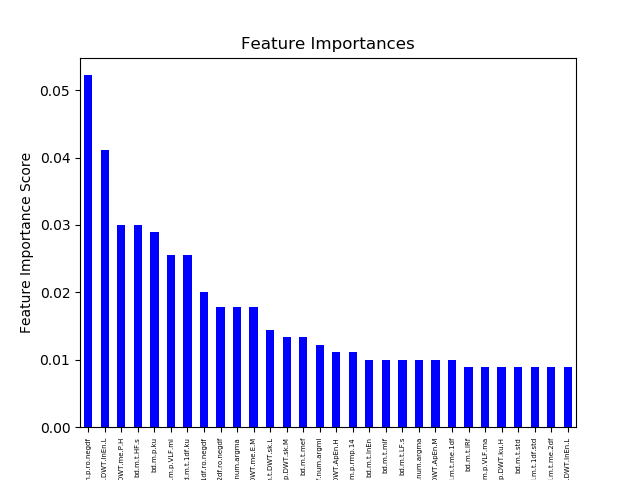 Feature Importances
Feature Importance Score
0.05
0.04
0.03
0.02
0.01
0.00
.p.ro.negdf
.DWT.InEn.L
DWT.me.P.H
bd.m.t.HF.s
bd.m.p.ku
.m.p.VLF.mi
d.m.t.1df.ku
1df.ro.negdf
2df.ro.negdf
.num.argma
DWT.me.E.M
.t.DWT.sk.L
p.DWT.sk.M
bd.m.t.mef
.num.argmi
.DWT.ApEn.H
m.p.rmp.14
bd.m.t.InEn
bd.m.t.mif
bd.m.t.LF.s
.num.argma
DWT.ApEn.M
.m.t.me.1df
bd.m.t.IRf
m.p.VLF.ma
p.DWT.ku.H
bd.m.t.std
.m.t.1df.std
.m.t.me.2df
.DWT.InEn.L